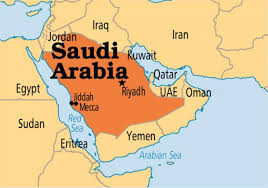 Iraq
Iran
Jordan
Saudi
Arabia
Kuwait
Qatar
Riyadh
Egypt
UAE
Oman
Jiddah
Mecca
Red
Sea
Sudan
Yemen
Eritrea
Arabian Sea